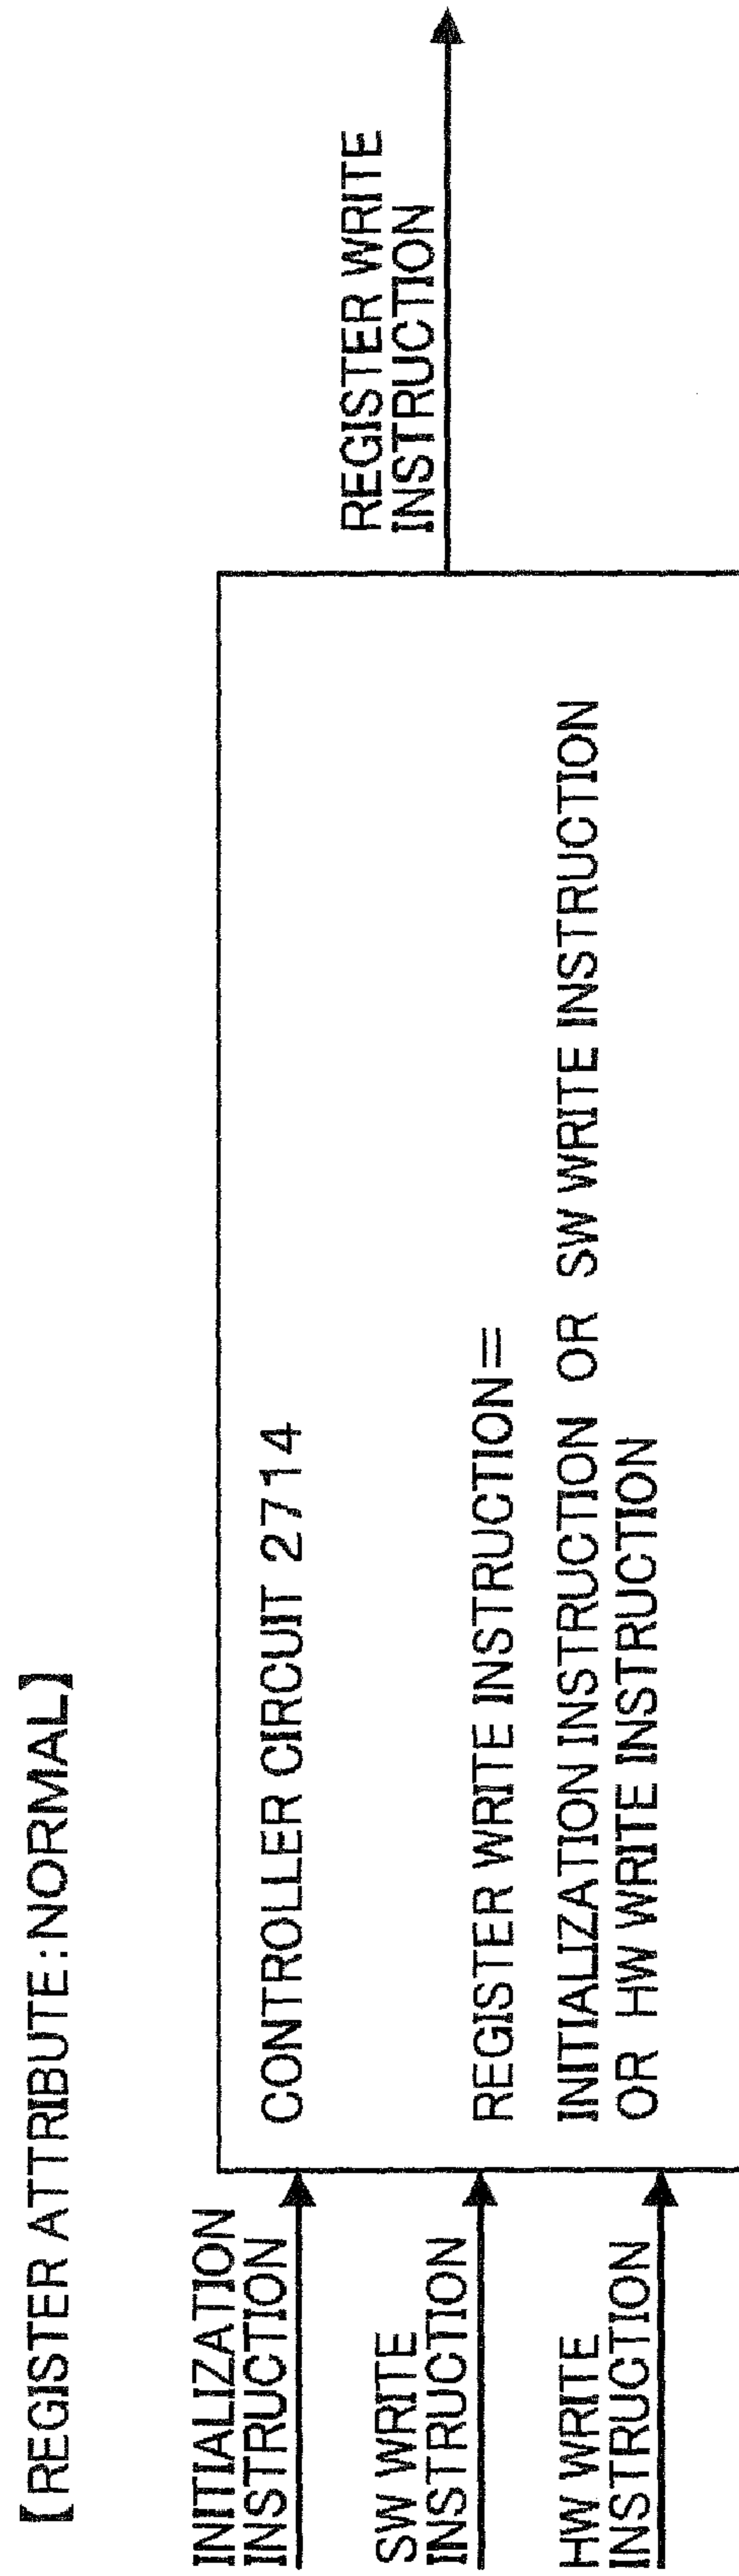 【REGISTER ATTRIBUTE:NORMAL】
INITIALIZATION
INSTRUCTION
SW WRITE
INSTRUCTION
HW WRITE
INSTRUCTION
CONTROLLER CIRCUIT 2714
REGISTER WRITE INSTRUCTION=
INITIALIZATION INSTRUCTION OR SW WRITE INSTRUCTION
OR HW WRITE INSTRUCTION
REGISTER WRITE
INSTRUCTION